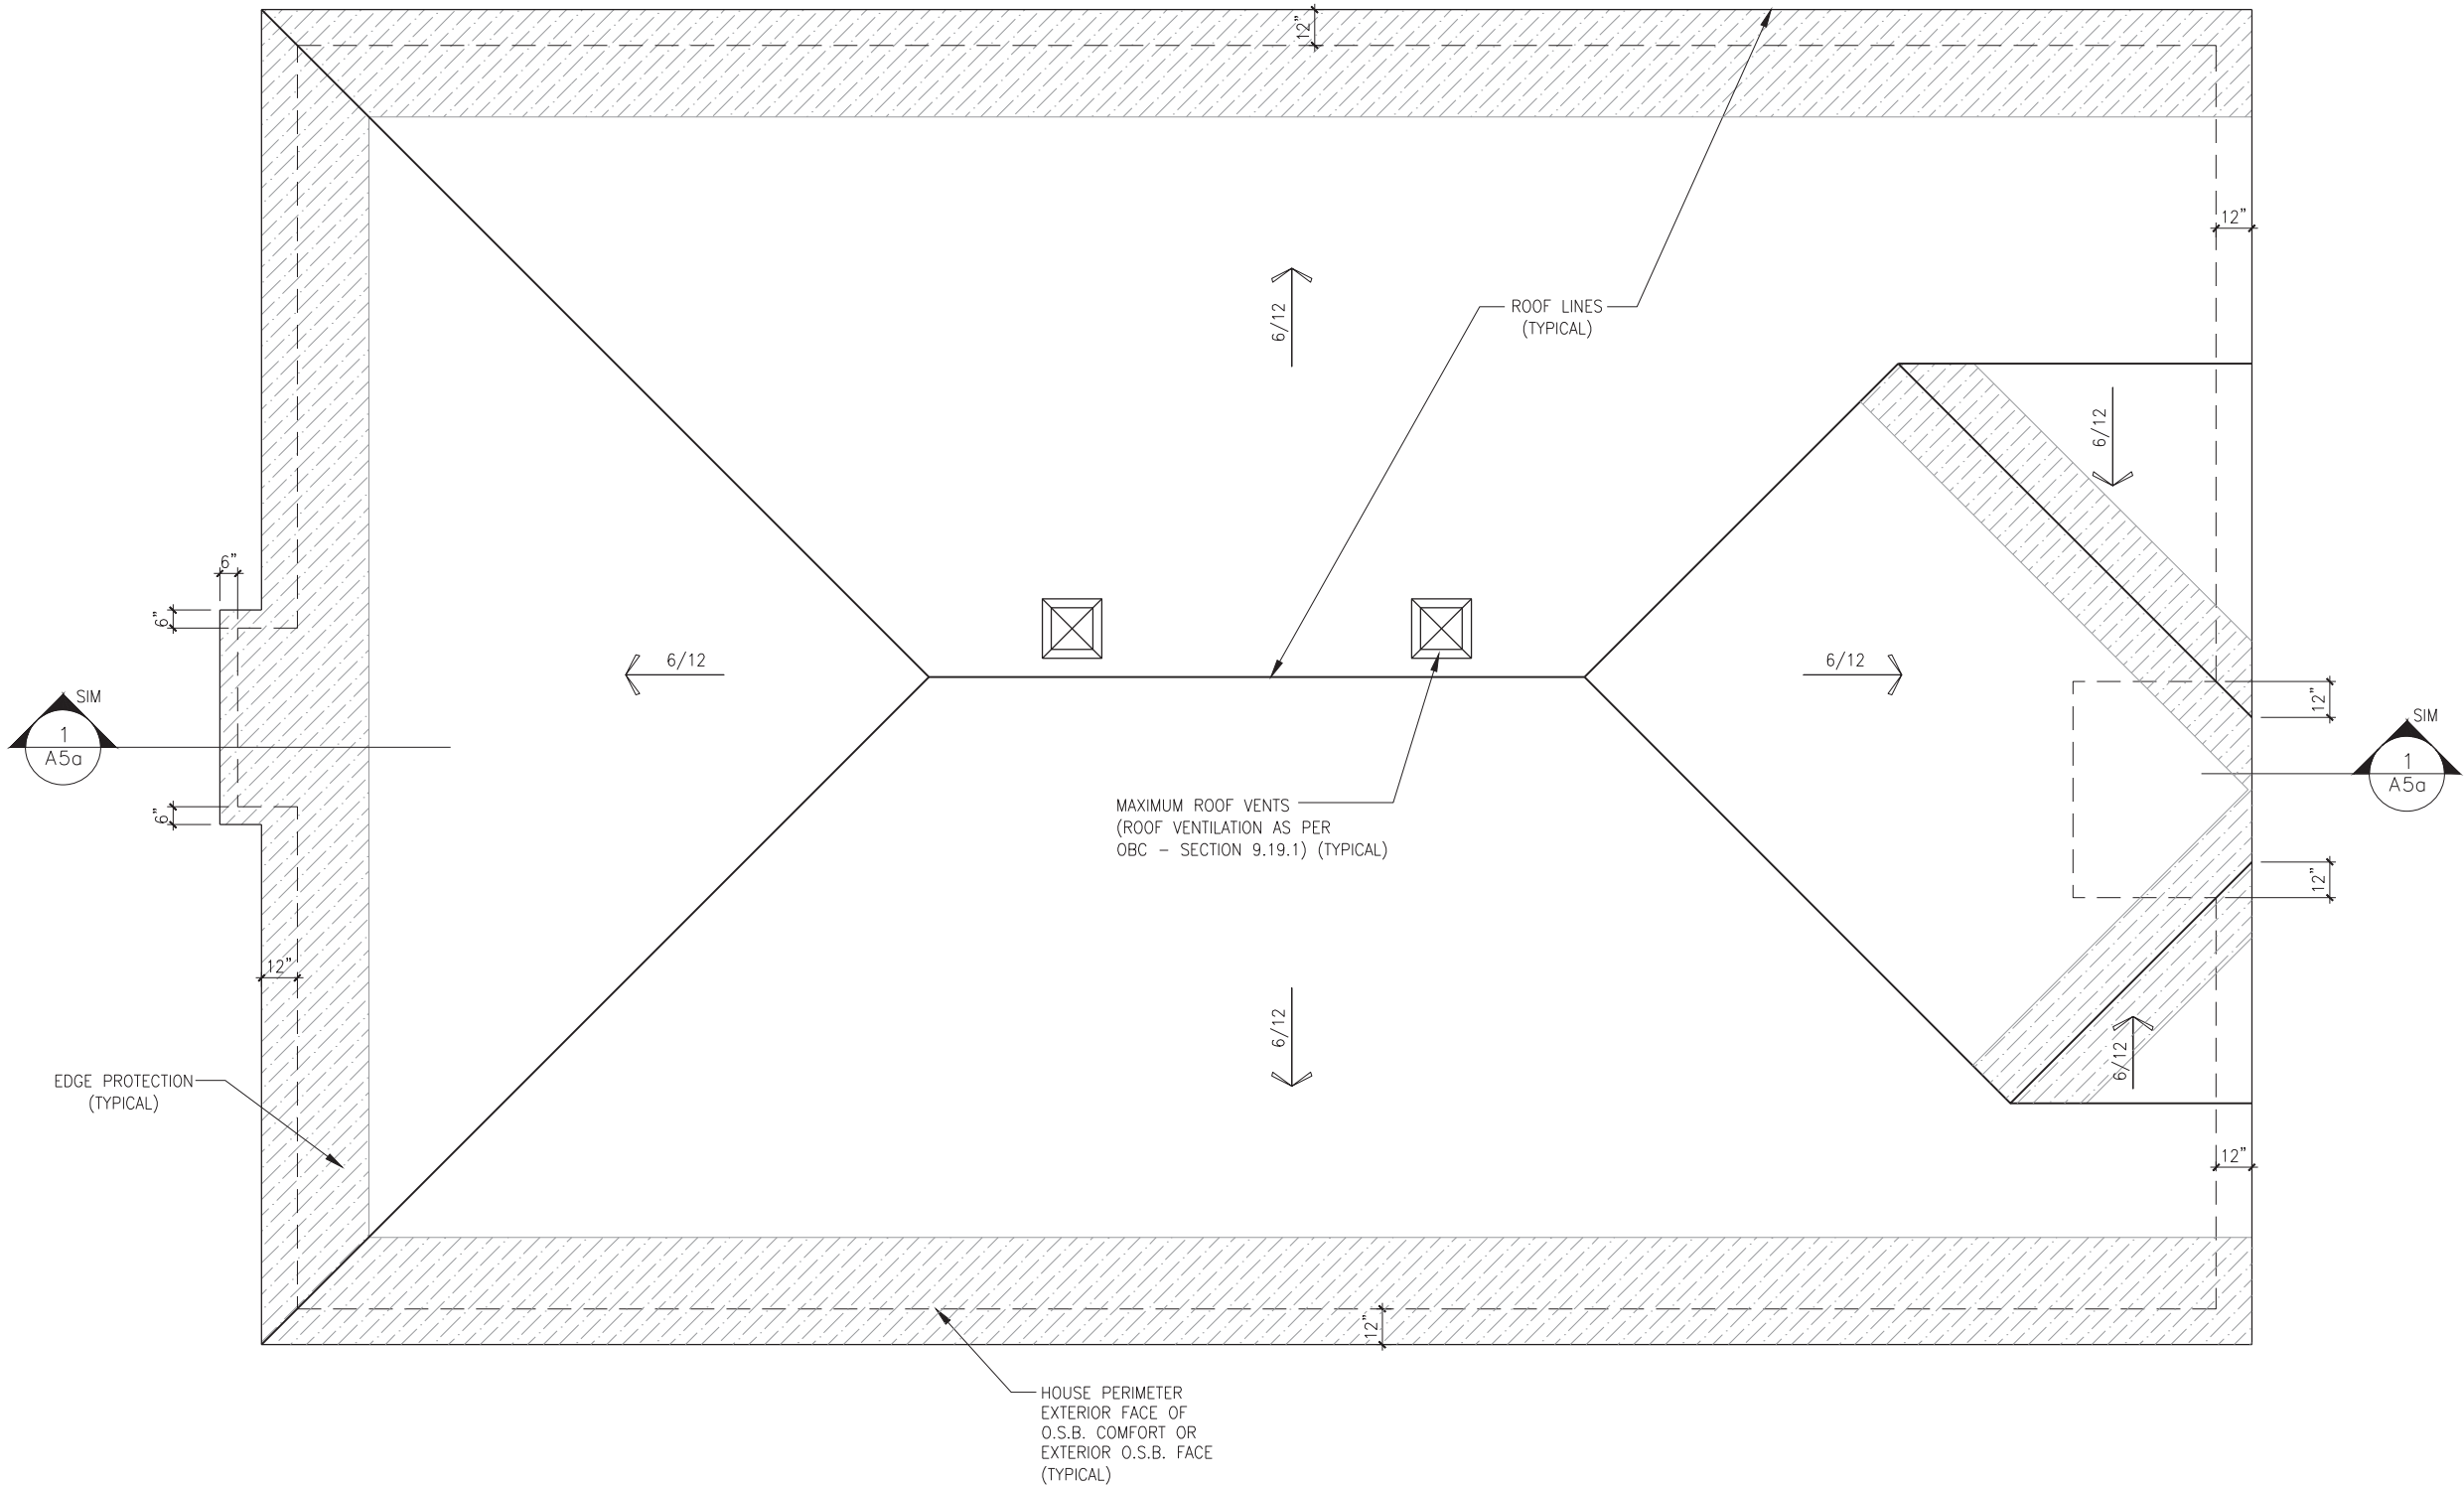 12"
12"
6/12
ROOF LINES
(TYPICAL)
6/12
6"
6"
6/12
6/12
SIM
1
A5a
12"
SIM
1
A5a
6"
MAXIMUM ROOF VENTS
(ROOF VENTILATION AS PER
OBC - SECTION 9.19.1) (TYPICAL)
12"
12"
6/12
6/12
EDGE PROTECTION
(TYPICAL)
12"
12"
HOUSE PERIMETER
EXTERIOR FACE OF
O.S.B. COMFORT OR
EXTERIOR O.S.B. FACE
(TYPICAL)